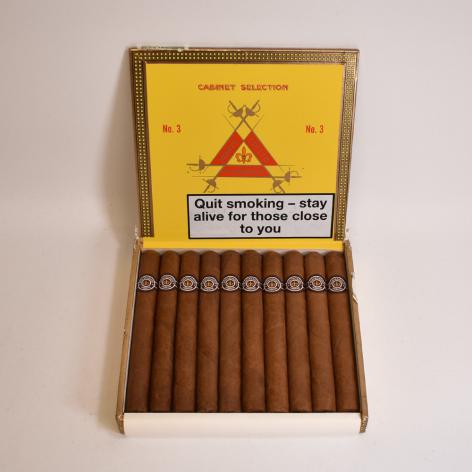 CABINET SELECTION
No. 3 No. 3
Quit smoking – stay
alive for those close
to you